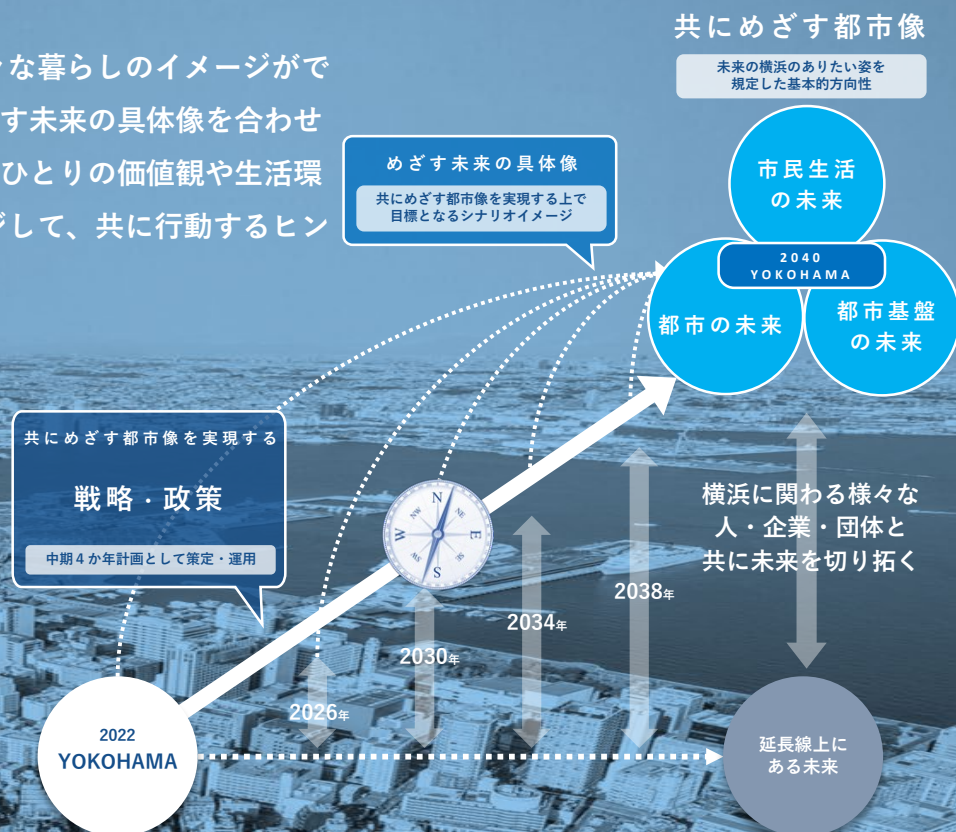 共にめざす都市像
未来の横浜のありたい姿を
規定した基本的方向性
な暮らしのイメージがで
す未来の具体像を合わせ
ひとりの価値観や生活環
して、共に行動するヒン
めざす未来の具体像
共にめざす都市像を実現する上で
目標となるシナリオイメージ
市民生活
の未来
2040
YOKOHAMA
都市の未来
都市基盤
の未来
共にめざす都市像を実現する
戦略・政策
中期4か年計画として策定・運用
N
NE
E
SE
S
SW
W
NW
横浜に関わる様々な
人・企業・団体と
共に未来を切り拓く
2038年
2034年
2030年
2026年
2022
YOKOHAMA
延長線上に
ある未来